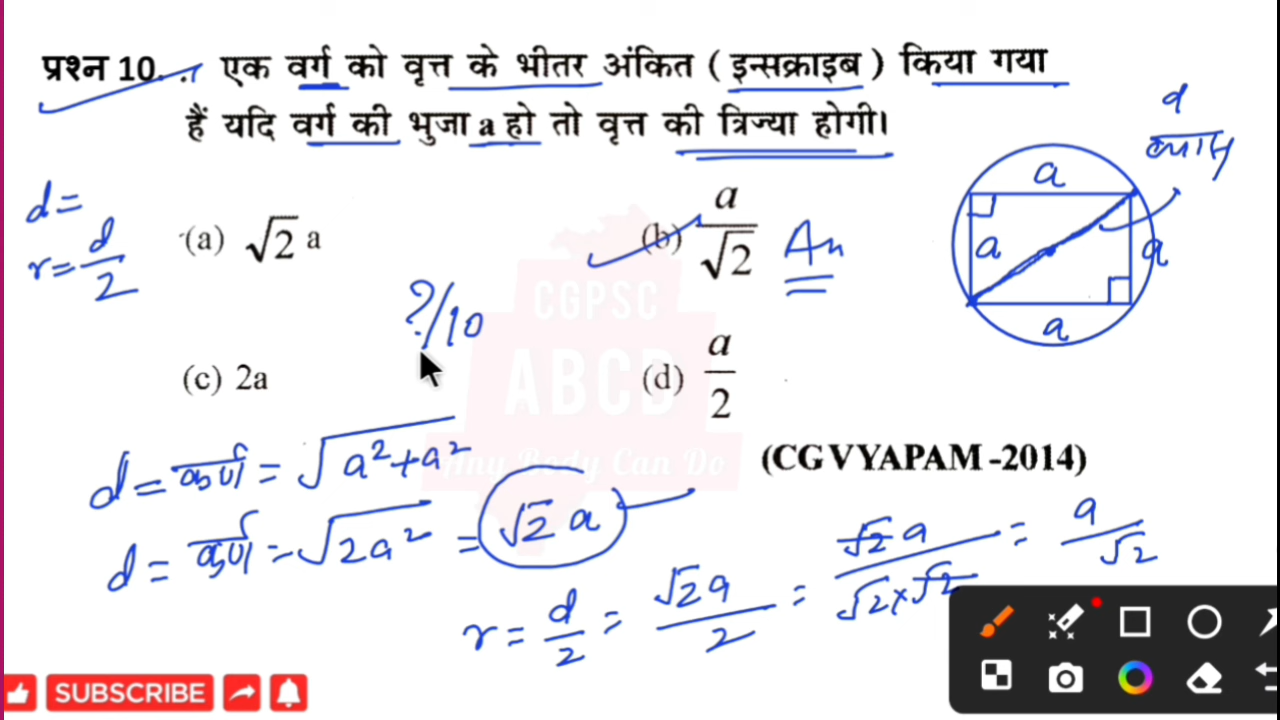 प्रश्न 10. . एक वर्ग को वृत्त के भीतर अंकित ( इन्सक्राइब ) किया गया
हैं यदि वर्ग की भुजा a हो तो वृत्त की त्रिज्या होगी।
d
व्यास
a
a
a
a
d =
r = d/2
(a) √2 a
(b) a/√2 An
?/10
CGPSC
ABCD
Any Body Can Do
(c) 2a
(d) a/2
(CGVYAPAM -2014)
d = कर्ण = √a²+a²
d = कर्ण = √2a² = √2 a
r = d/2 = √2a/2 = √2 a/√2×√2 = a/√2
SUBSCRIBE